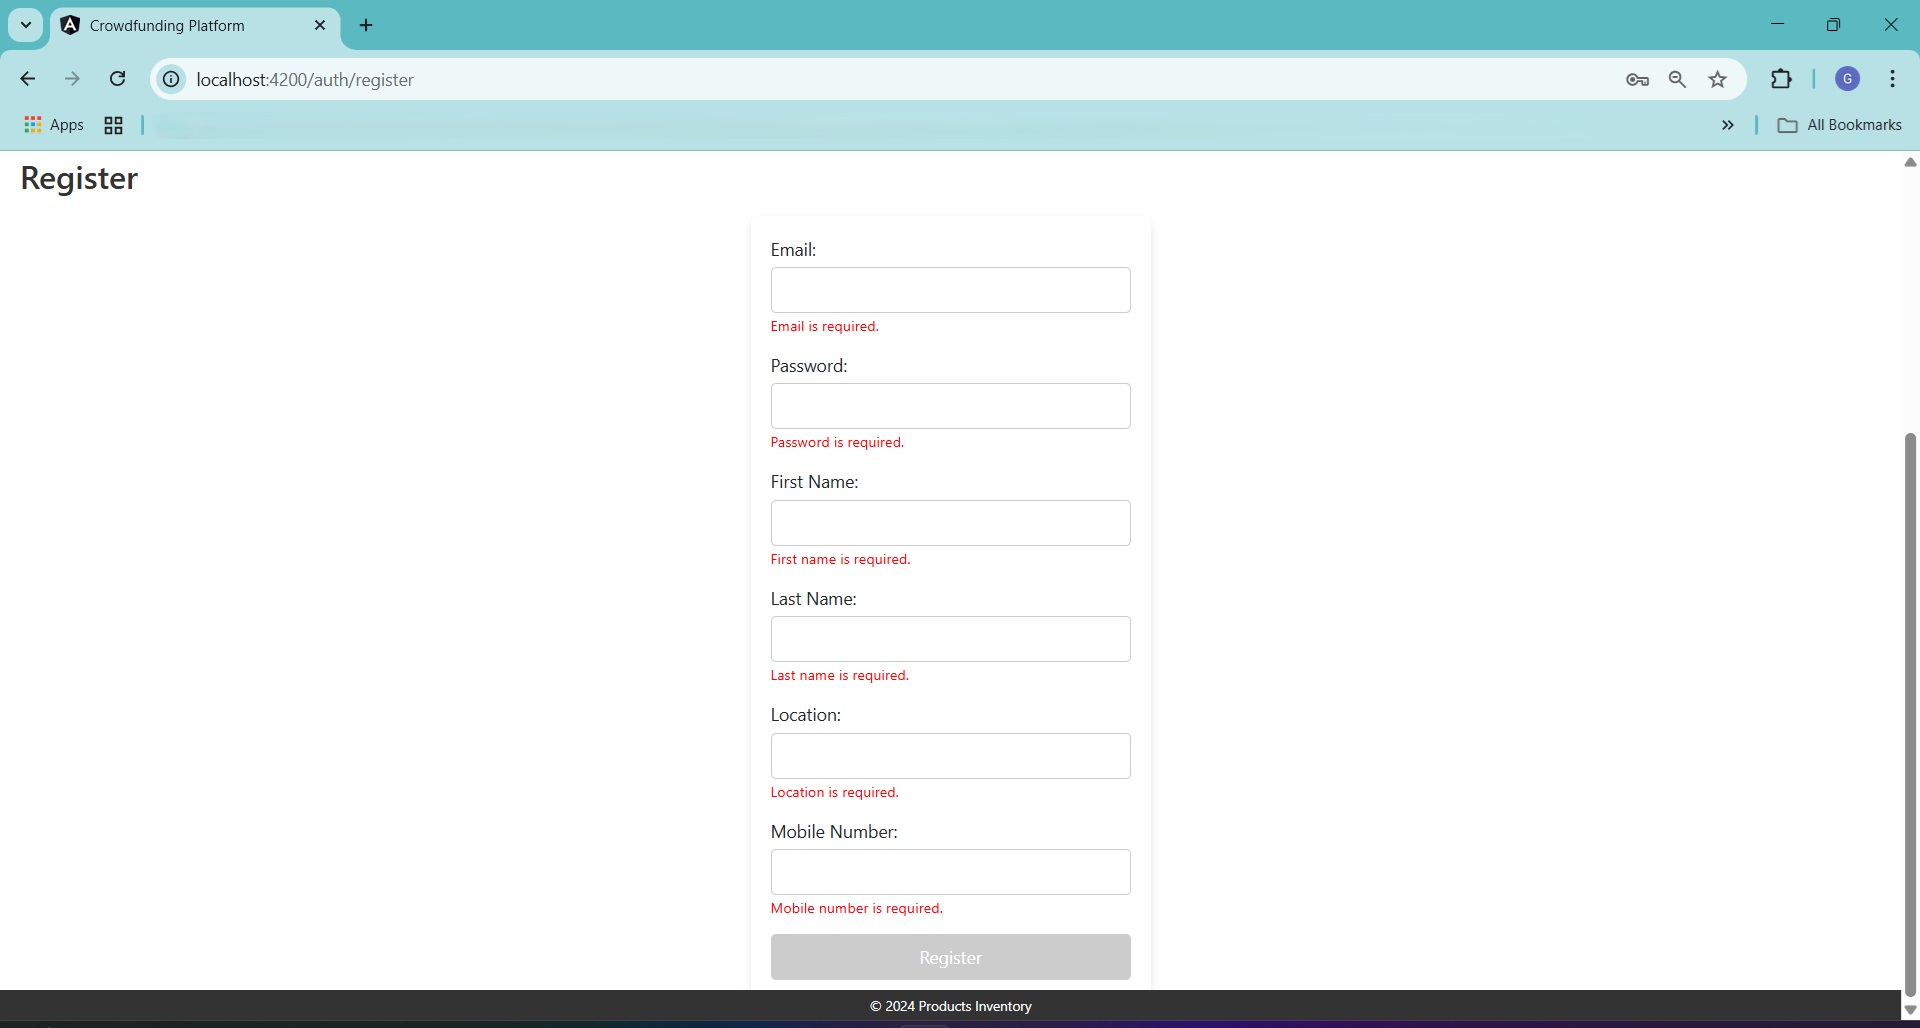 Crowdfunding Platform
localhost:4200/auth/register
G
Apps
All Bookmarks
Register
Email:
Email is required.
Password:
Password is required.
First Name:
First name is required.
Last Name:
Last name is required.
Location:
Location is required.
Mobile Number:
Mobile number is required.
Register
© 2024 Products Inventory